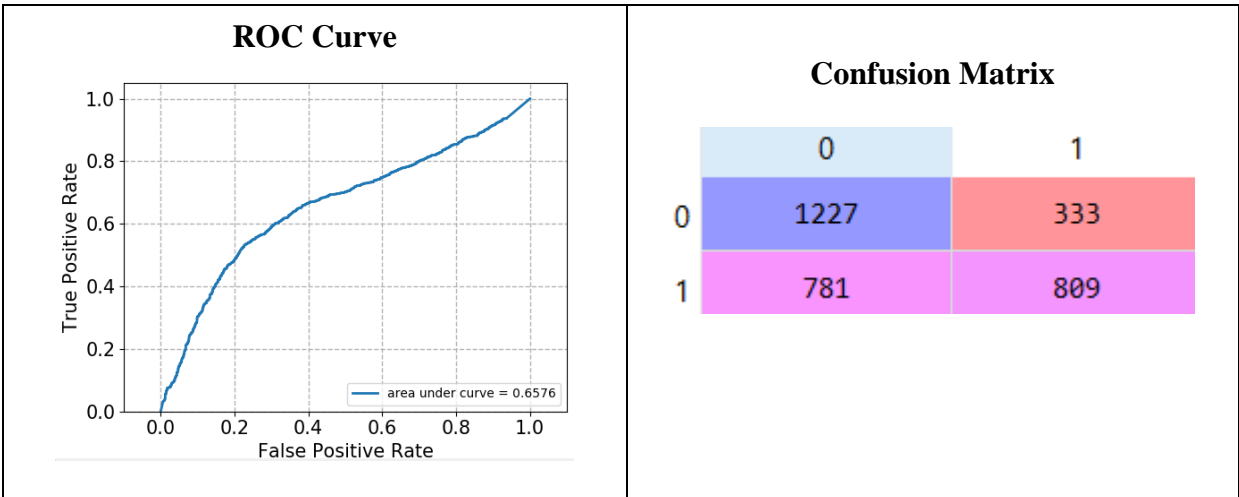 ROC Curve
1.0
0.8
0.6
0.4
0.2
0.0
True Positive Rate
area under curve = 0.6576
0.0 0.2 0.4 0.6 0.8 1.0
False Positive Rate
Confusion Matrix
0 1
0 1227 333
1 781 809